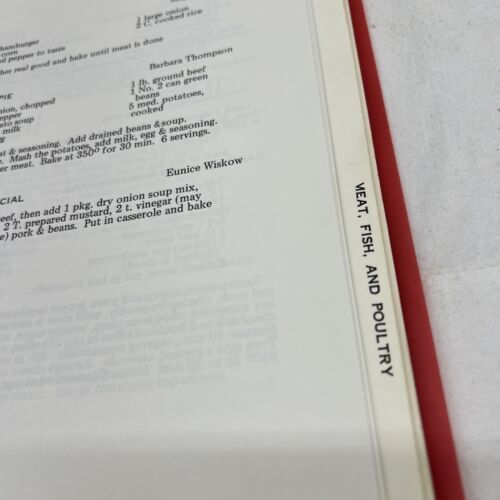 1 large onion
2 C. cooked rice
hamburger
corn
d pepper to taste
her real good and bake until meat is done
Barbara Thompson
PIE
1 lb. ground beef
1 No. 2 can green
beans
nion, chopped
5 med. potatoes,
epper
cooked
ato soup
milk
g
t & seasoning. Add drained beans &soup.
e. Mash the potatoes, add milk, egg & seasoning.
er meat. Bake at 350° for 30 min. 6 servings.
Eunice Wiskow
CIAL
eef, then add 1 pkg. dry onion soup mix,
2 T. prepared mustard, 2 t. vinegar (may
e) pork & beans. Put in casserole and bake
MEAT, FISH, AND POULTRY